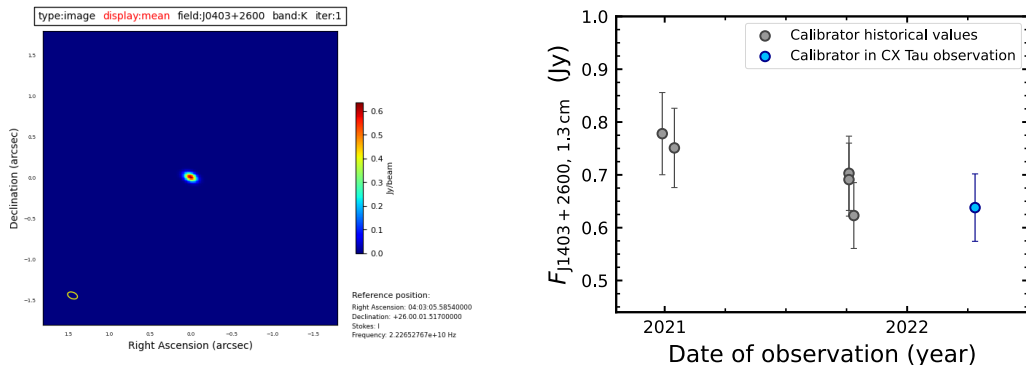 type:image display:mean field:J0403+2600 band:K iter:1
1.5
1.0
0.5
0.0
−0.5
−1.0
−1.5
Declination (arcsec)
1.5 1.0 0.5 0.0 −0.5 −1.0 −1.5
Right Ascension (arcsec)
0.6
0.5
0.4
0.3
0.2
0.1
0.0
Jy/beam
Reference position:
Right Ascension: 04:03:05.58540000
Declination: +26.00.01.51700000
Stokes: I
Frequency: 2.22652767e+10 Hz
Calibrator historical values
Calibrator in CX Tau observation
1.0
0.9
0.8
0.7
0.6
0.5
F_J1403+2600, 1.3 cm (Jy)
2021 2022
Date of observation (year)